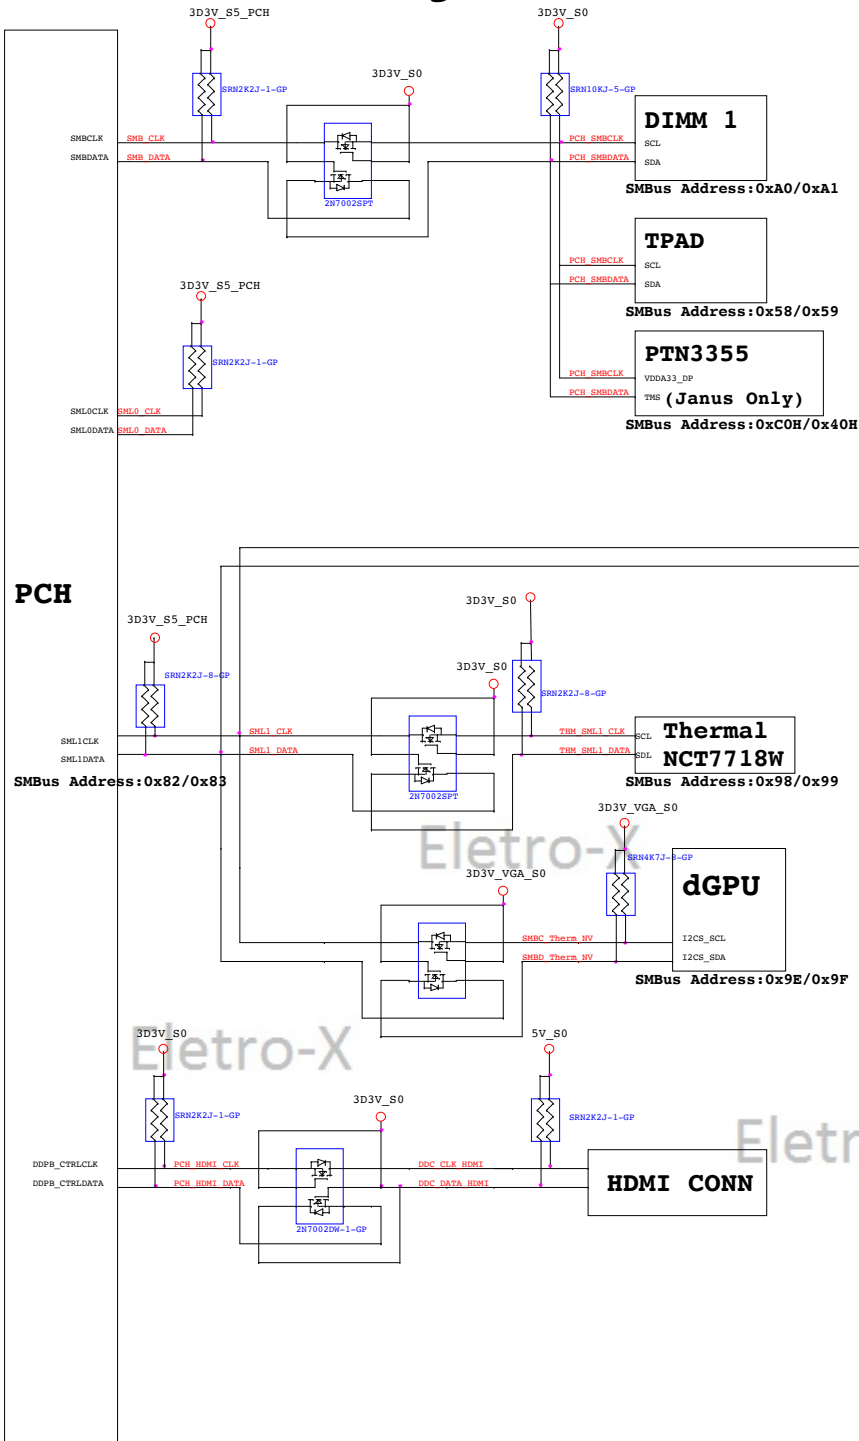 3D3V_S5_PCH
3D3V_S0
SRN2K2J-1-GP
3D3V_S0
SRN10KJ-5-GP
DIMM 1
SMBCLK
SMB_CLK
PCH_SMBCLK
SCL
SMBDATA
SMB_DATA
PCH_SMBDATA
SDA
2N7002SPT
SMBus Address:0xA0/0xA1
TPAD
PCH_SMBCLK
SCL
PCH_SMBDATA
SDA
3D3V_S5_PCH
SMBus Address:0x58/0x59
SRN2K2J-1-GP
PTN3355
PCH_SMBCLK
VDDA33_DP
PCH_SMBDATA
TMS (Janus Only)
SML0CLK
SML0_CLK
SMBus Address:0xC0H/0x40H
SML0DATA
SML0_DATA
PCH
3D3V_S0
3D3V_S5_PCH
3D3V_S0
SRN2K2J-8-GP
SRN2K2J-8-GP
SML1CLK
SML1_CLK
THM_SML1_CLK
SCL
Thermal
SML1DATA
SML1_DATA
THM_SML1_DATA
SDL
NCT7718W
SMBus Address:0x82/0x83
2N7002SPT
SMBus Address:0x98/0x99
3D3V_VGA_S0
Eletro-X
SRN4K7J-8-GP
3D3V_VGA_S0
dGPU
SMBC_Therm_NV
I2CS_SCL
SMBD_Therm_NV
I2CS_SDA
SMBus Address:0x9E/0x9F
3D3V_S0
Eletro-X
5V_S0
3D3V_S0
SRN2K2J-1-GP
SRN2K2J-1-GP
Eletr
DDPB_CTRLCLK
PCH_HDMI_CLK
DDC_CLK_HDMI
DDPB_CTRLDATA
PCH_HDMI_DATA
DDC_DATA_HDMI
HDMI CONN
2N7002DW-1-GP